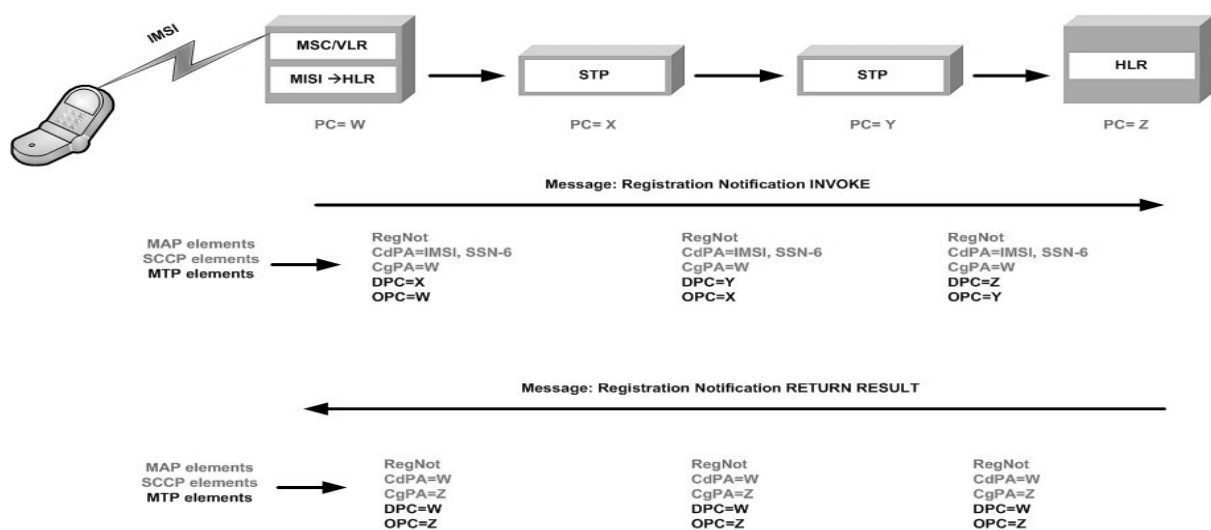 IMSI
MSC/VLR
MISI →HLR
STP
STP
HLR
PC= W
PC= X
PC= Y
PC= Z
Message: Registration Notification INVOKE
MAP elements
SCCP elements
MTP elements
RegNot
CdPA=IMSI, SSN-6
CgPA=W
DPC=X
OPC=W
RegNot
CdPA=IMSI, SSN-6
CgPA=W
DPC=Y
OPC=X
RegNot
CdPA=IMSI, SSN-6
CgPA=W
DPC=Z
OPC=Y
Message: Registration Notification RETURN RESULT
MAP elements
SCCP elements
MTP elements
RegNot
CdPA=W
CgPA=Z
DPC=W
OPC=Z
RegNot
CdPA=W
CgPA=Z
DPC=W
OPC=Z
RegNot
CdPA=W
CgPA=Z
DPC=W
OPC=Z